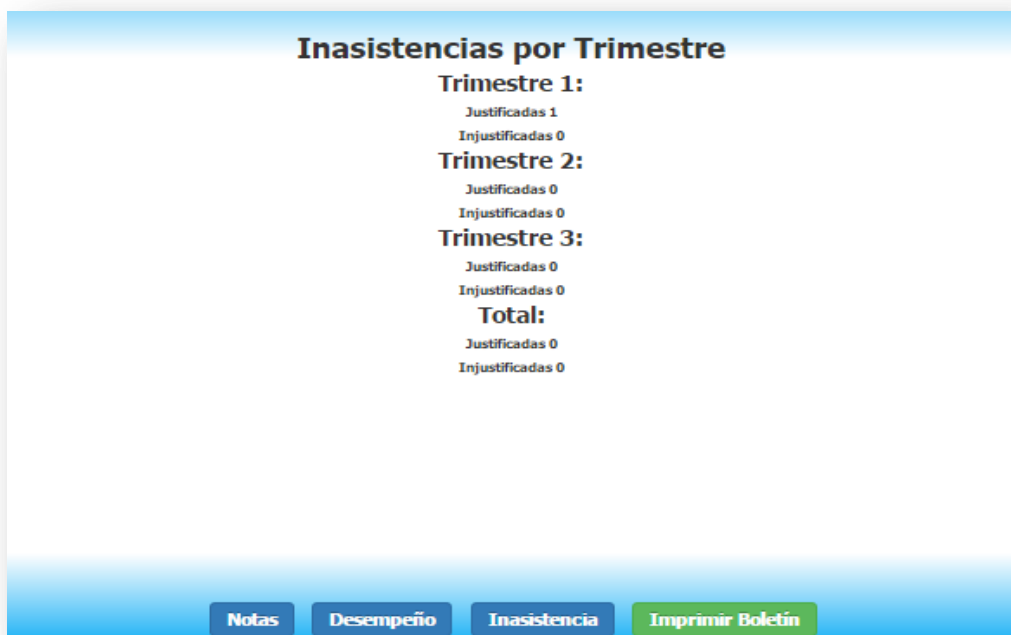 Inasistencias por Trimestre
Trimestre 1:
Justificadas 1
Injustificadas 0
Trimestre 2:
Justificadas 0
Injustificadas 0
Trimestre 3:
Justificadas 0
Injustificadas 0
Total:
Justificadas 0
Injustificadas 0
Notas Desempeño Inasistencia Imprimir Boletín